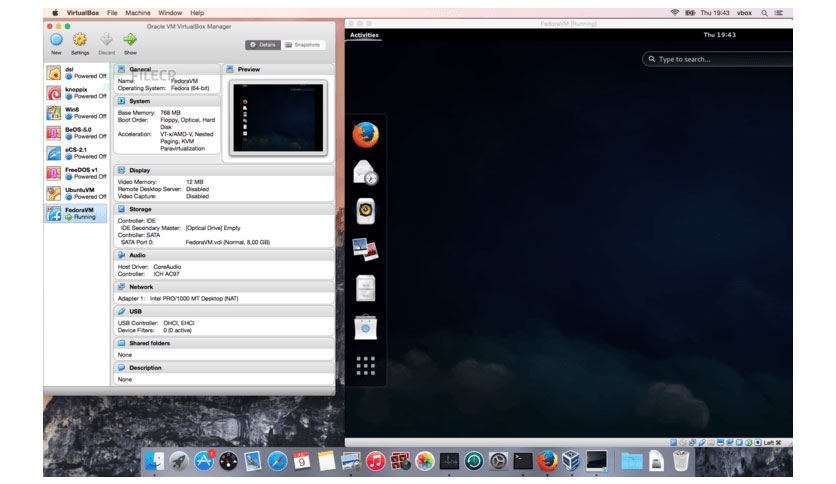 VirtualBox File Machine Window Help
Thu 19:43 vbox
Oracle VM VirtualBox Manager
New Settings Discard Show
Details Snapshots
dsl
Powered Off
knoppix
Powered Off
Win8
Powered Off
BeOS-5.0
Powered Off
eCS-2.1
Powered Off
FreeDOS v1
Powered Off
UbuntuVM
Powered Off
FedoraVM
Running
General
FILECR
Name: FedoraVM
Operating System: Fedora (64-bit)
Preview
System
Base Memory: 768 MB
Boot Order: Floppy, Optical, Hard
Disk
Acceleration: VT-x/AMD-V, Nested
Paging, KVM
Paravirtualization
Display
Video Memory: 12 MB
Remote Desktop Server: Disabled
Video Capture: Disabled
Storage
Controller: IDE
IDE Secondary Master: [Optical Drive] Empty
Controller: SATA
SATA Port 0: FedoraVM.vdi (Normal, 8,00 GB)
Audio
Host Driver: CoreAudio
Controller: ICH AC97
Network
Adapter 1: Intel PRO/1000 MT Desktop (NAT)
USB
USB Controller: OHCI, EHCI
Device Filters: 0 (0 active)
Shared folders
None
Description
None
FedoraVM [Running]
Activities
Thu 19:43
Type to search...
Left ⌘
9